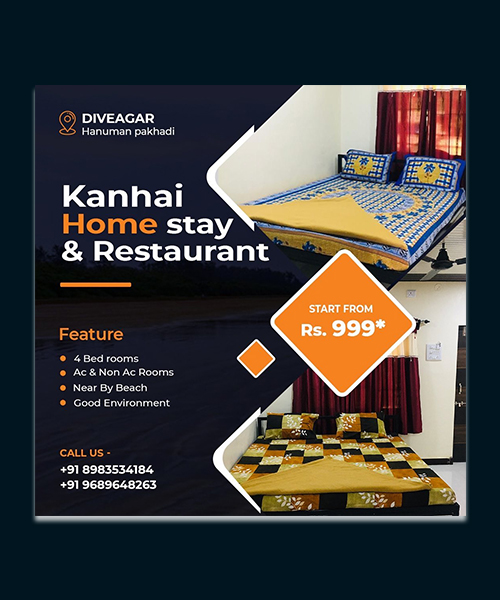 DIVEAGAR
Hanuman pakhadi
Kanhai
Home stay
& Restaurant
START FROM
Rs. 999*
Feature
4 Bed rooms
Ac & Non Ac Rooms
Near By Beach
Good Environment
CALL US -
+91 8983534184
+91 9689648263